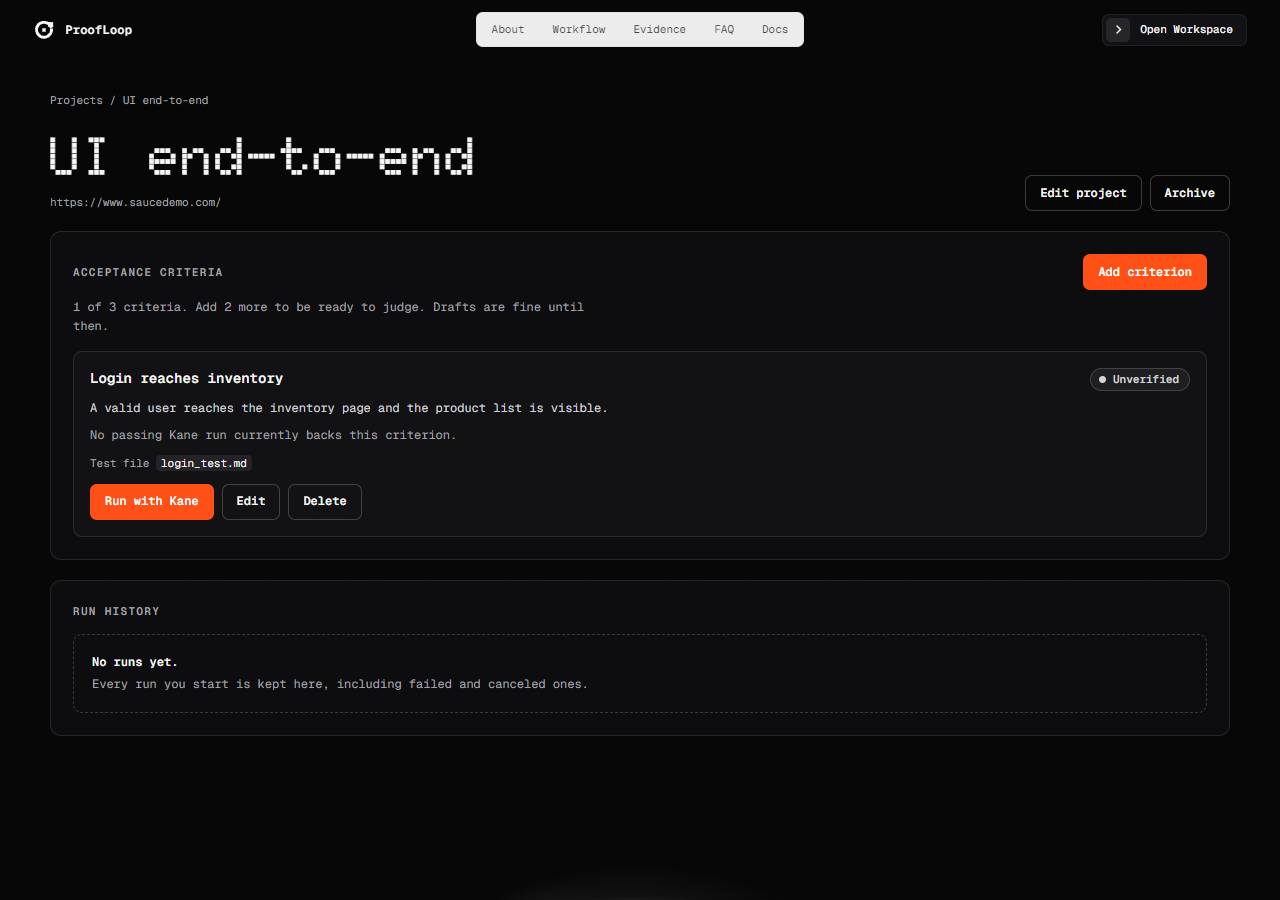 ProofLoop
About Workflow Evidence FAQ Docs
Open Workspace
Projects / UI end-to-end
UI end-to-end
https://www.saucedemo.com/
Edit project
Archive
ACCEPTANCE CRITERIA
Add criterion
1 of 3 criteria. Add 2 more to be ready to judge. Drafts are fine until
then.
Login reaches inventory
Unverified
A valid user reaches the inventory page and the product list is visible.
No passing Kane run currently backs this criterion.
Test file login_test.md
Run with Kane
Edit
Delete
RUN HISTORY
No runs yet.
Every run you start is kept here, including failed and canceled ones.